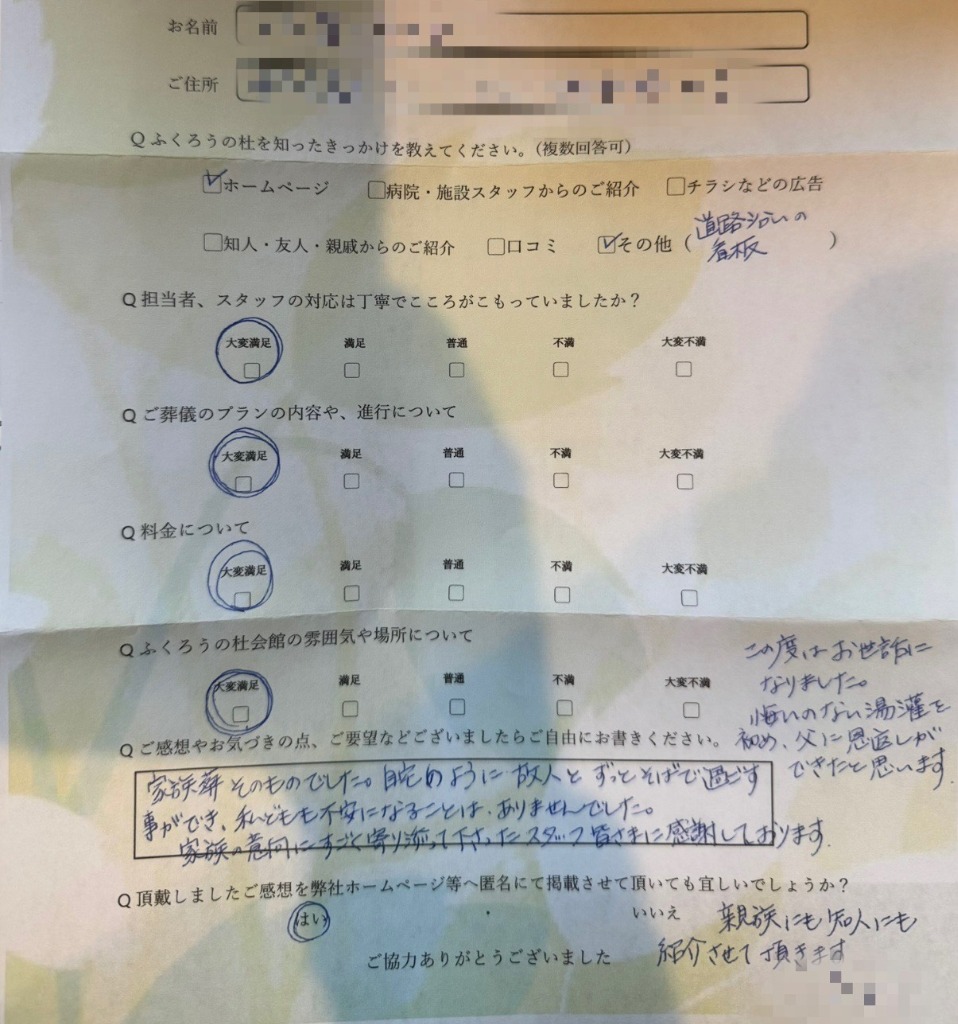 お名前
ご住所
Q ふくろうの杜を知ったきっかけを教えてください。(複数回答可)
ホームページ 病院・施設スタッフからのご紹介 チラシなどの広告
知人・友人・親戚からのご紹介 口コミ その他 (道路沿いの
看板)
Q 担当者、スタッフの対応は丁寧でこころがこもっていましたか？
大変満足 満足 普通 不満 大変不満
Q ご葬儀のプランの内容や、進行について
大変満足 満足 普通 不満 大変不満
Q 料金について
大変満足 満足 普通 不満 大変不満
Q ふくろうの杜会館の雰囲気や場所について
大変満足 満足 普通 不満 大変不満
この度はお世話に
なりました。
悔いのない湯灌を
初め、父に恩返しが
できたと思います
Q ご感想やお気づきの点、ご要望などございましたらご自由にお書きください。
家族葬そのものでした。自宅のように故人とずっとそばで過ごす
事ができ、私どもも不安になることは、ありませんでした。
家族の意向にすごく寄り添って下さったスタッフ皆さまに感謝しております。
Q 頂戴しましたご感想を弊社ホームページ等へ匿名にて掲載させて頂いても宜しいでしょうか？
はい いいえ
親族にも知人にも
紹介させて頂きます
ご協力ありがとうございました